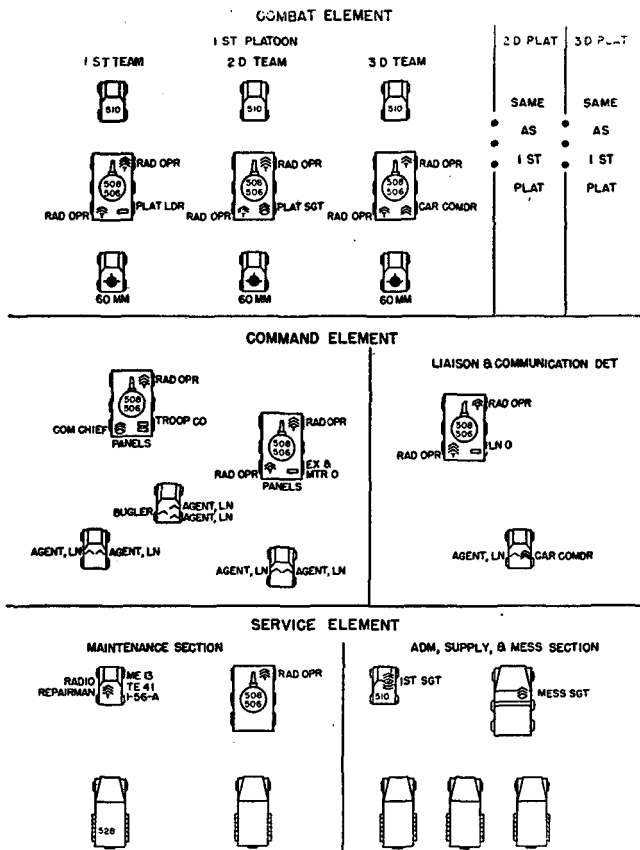 COMBAT ELEMENT
1ST PLATOON
1 ST TEAM
2 D TEAM
3 D TEAM
510
510
510
RAD OPR
508
506
RAD OPR
PLAT LDR
RAD OPR
508
506
RAD OPR
PLAT SGT
RAD OPR
508
506
RAD OPR
CAR COMDR
60 MM
60 MM
60 MM
2 D PLAT
SAME
AS
1 ST
PLAT
3 D PLAT
SAME
AS
1 ST
PLAT
COMMAND ELEMENT
RAD OPR
508
506
COM CHIEF
TROOP CO
PANELS
RAD OPR
508
506
RAD OPR
EX &
MTR O
PANELS
BUGLER
AGENT, LN
AGENT, LN
AGENT, LN
AGENT, LN
AGENT, LN
AGENT, LN
LIAISON & COMMUNICATION DET
RAD OPR
508
506
RAD OPR
LN O
AGENT, LN
CAR COMDR
SERVICE ELEMENT
MAINTENANCE SECTION
RADIO
REPAIRMAN
ME 13
TE 41
I-56-A
RAD OPR
508
506
528
ADM, SUPPLY, & MESS SECTION
1ST SGT
510
MESS SGT